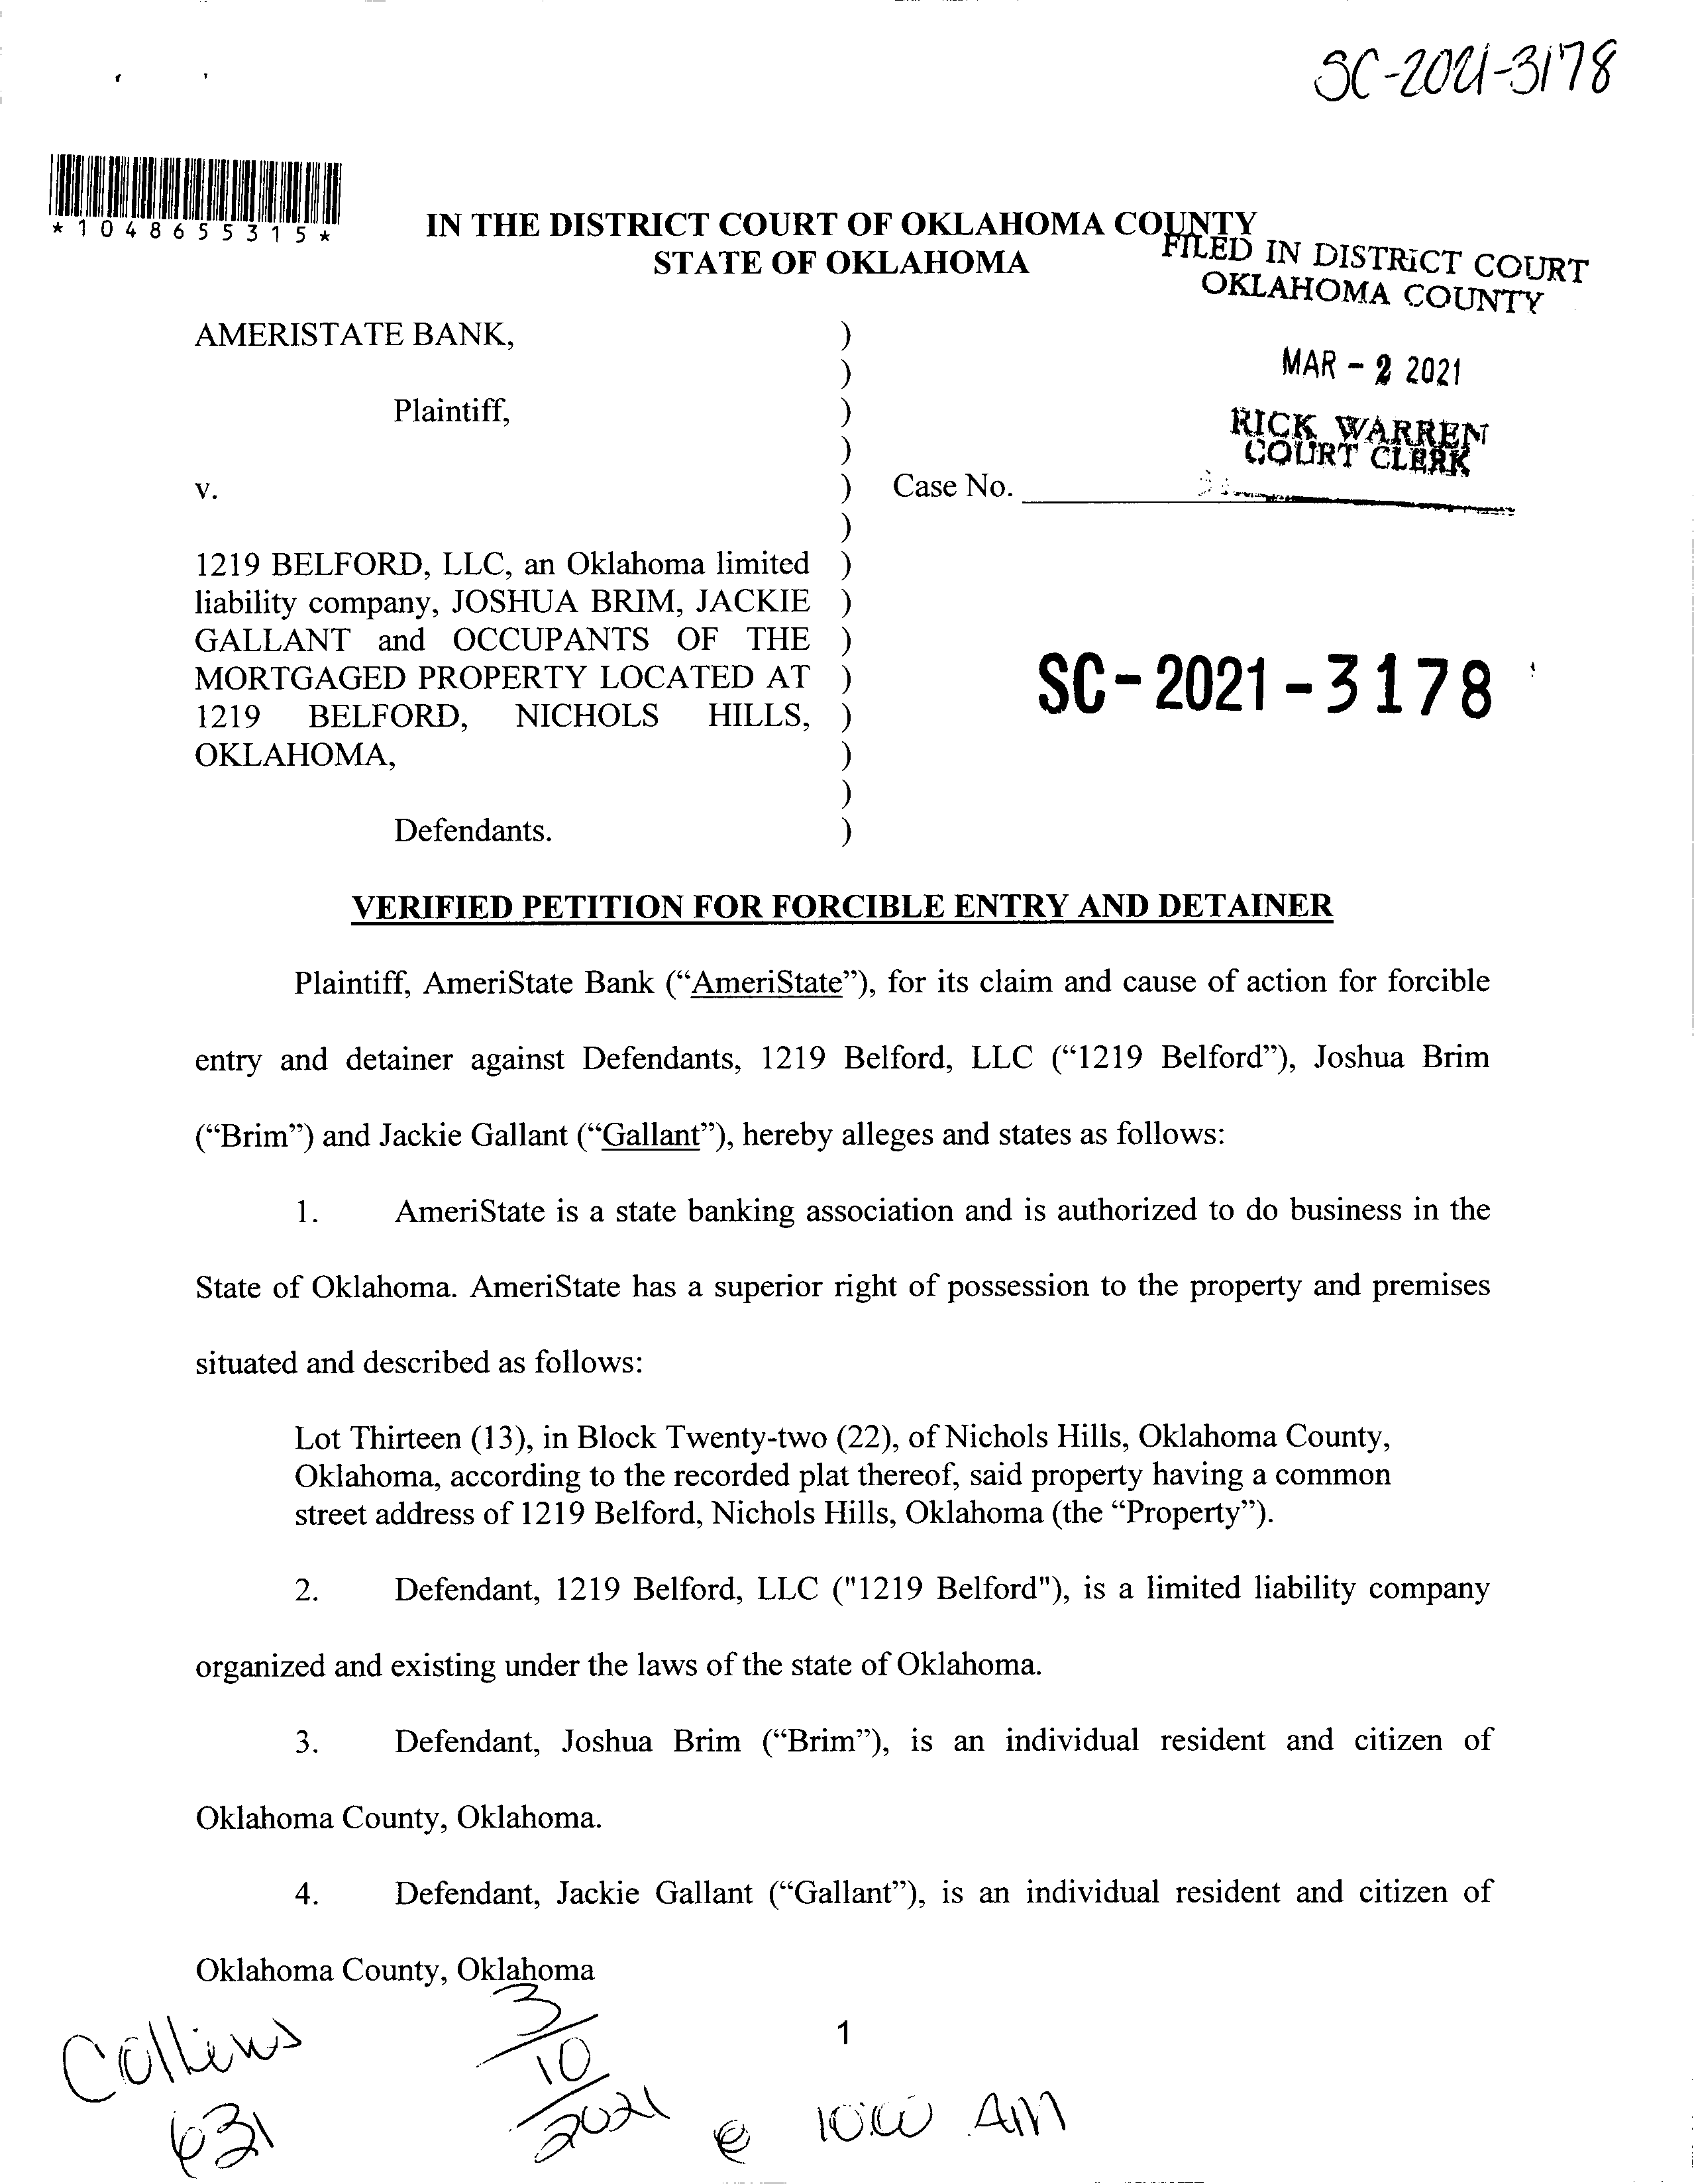 SC-2021-3178
*1048655315*
IN THE DISTRICT COURT OF OKLAHOMA COUNTY
STATE OF OKLAHOMA
FILED IN DISTRICT COURT
OKLAHOMA COUNTY
MAR - 2 2021
RICK WARREN
COURT CLERK
AMERISTATE BANK, )
)
Plaintiff, )
)
v. ) Case No.
)
1219 BELFORD, LLC, an Oklahoma limited )
liability company, JOSHUA BRIM, JACKIE )
GALLANT and OCCUPANTS OF THE )
MORTGAGED PROPERTY LOCATED AT )
1219 BELFORD, NICHOLS HILLS, )
OKLAHOMA, )
)
Defendants. )
SC-2021-3178
VERIFIED PETITION FOR FORCIBLE ENTRY AND DETAINER
Plaintiff, AmeriState Bank (“AmeriState”), for its claim and cause of action for forcible
entry and detainer against Defendants, 1219 Belford, LLC (“1219 Belford”), Joshua Brim
(“Brim”) and Jackie Gallant (“Gallant”), hereby alleges and states as follows:
1. AmeriState is a state banking association and is authorized to do business in the
State of Oklahoma. AmeriState has a superior right of possession to the property and premises
situated and described as follows:
Lot Thirteen (13), in Block Twenty-two (22), of Nichols Hills, Oklahoma County,
Oklahoma, according to the recorded plat thereof, said property having a common
street address of 1219 Belford, Nichols Hills, Oklahoma (the “Property”).
2. Defendant, 1219 Belford, LLC ("1219 Belford"), is a limited liability company
organized and existing under the laws of the state of Oklahoma.
3. Defendant, Joshua Brim (“Brim”), is an individual resident and citizen of
Oklahoma County, Oklahoma.
4. Defendant, Jackie Gallant (“Gallant”), is an individual resident and citizen of
Oklahoma County, Oklahoma
1
Collins
631
3/10/2021 @ 10:00 AM